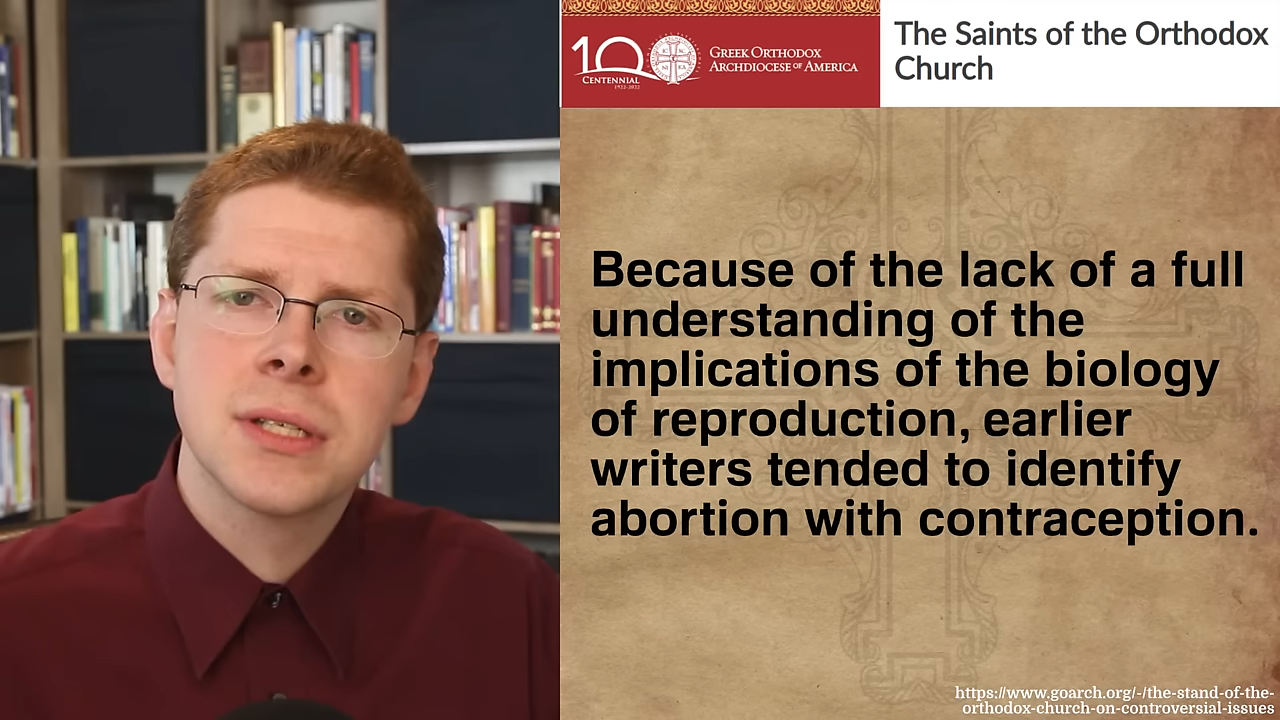 10
CENTENNIAL
1922-2022
GREEK ORTHODOX
ARCHDIOCESE OF AMERICA
The Saints of the Orthodox
Church
Because of the lack of a full
understanding of the
implications of the biology
of reproduction, earlier
writers tended to identify
abortion with contraception.
https://www.goarch.org/-/the-stand-of-the-
orthodox-church-on-controversial-issues